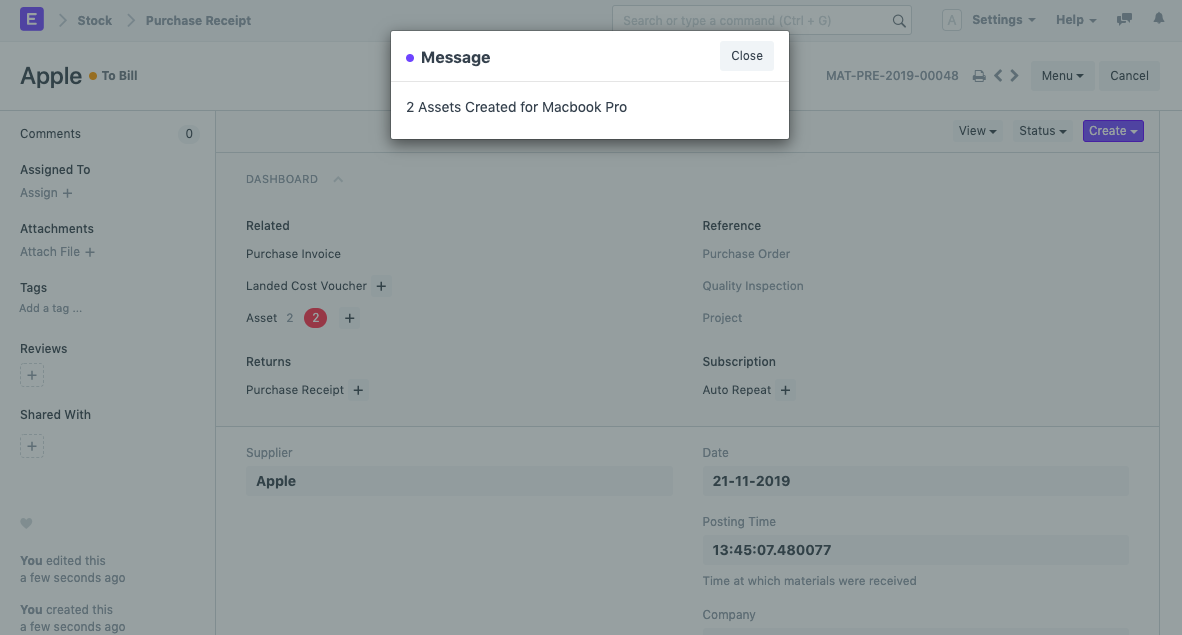 E Stock Purchase Receipt Search or type a command (Ctrl + G) A Settings Help
Message Close
Apple To Bill MAT-PRE-2019-00048 Menu Cancel
2 Assets Created for Macbook Pro
Comments 0
View Status Create
Assigned To
Assign +
Attachments
Attach File +
Tags
Add a tag ...
Reviews
+
Shared With
+
You edited this
a few seconds ago
You created this
a few seconds ago
DASHBOARD
Related
Purchase Invoice
Landed Cost Voucher +
Asset 2 2 +
Returns
Purchase Receipt +
Reference
Purchase Order
Quality Inspection
Project
Subscription
Auto Repeat +
Supplier
Apple
Date
21-11-2019
Posting Time
13:45:07.480077
Time at which materials were received
Company